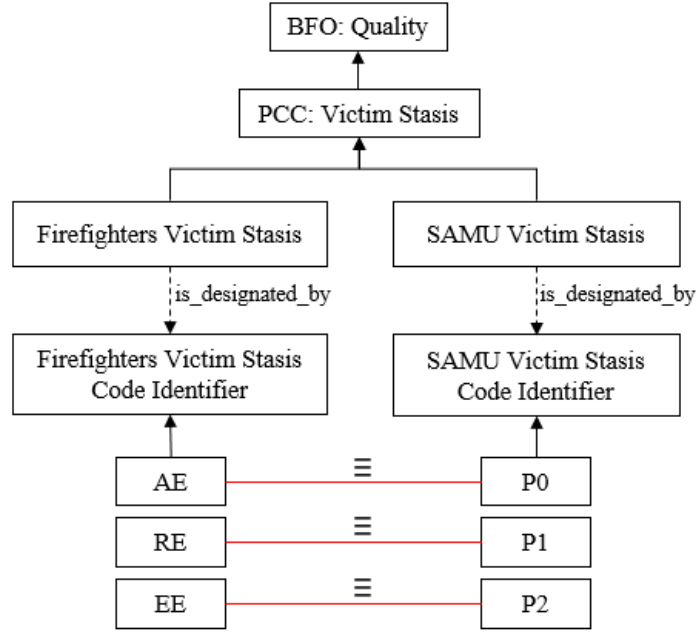 BFO: Quality
PCC: Victim Stasis
Firefighters Victim Stasis
SAMU Victim Stasis
is_designated_by
is_designated_by
Firefighters Victim Stasis
Code Identifier
SAMU Victim Stasis
Code Identifier
AE
≡
P0
RE
≡
P1
EE
≡
P2